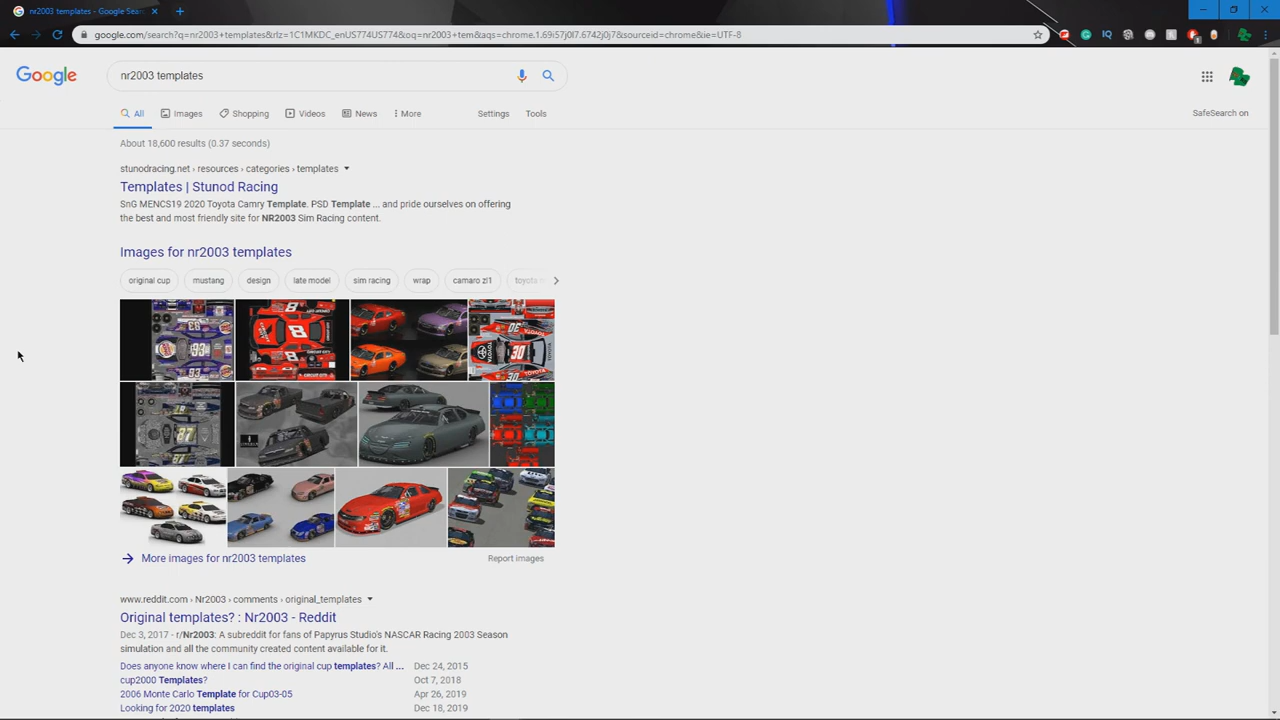 nr2003 templates - Google Sear
google.com/search?q=nr2003+templates&rlz=1C1MKDC_enUS774US774&oq=nr2003+tem&aqs=chrome.1.69i57j0l7.6742j0j7&sourceid=chrome&ie=UTF-8
Google
nr2003 templates
All Images Shopping Videos News More Settings Tools
SafeSearch on
About 18,600 results (0.37 seconds)
stunodracing.net › resources › categories › templates
Templates | Stunod Racing
SnG MENCS19 2020 Toyota Camry Template. PSD Template ... and pride ourselves on offering
the best and most friendly site for NR2003 Sim Racing content.
Images for nr2003 templates
original cup mustang design late model sim racing wrap camaro zl1 toyota
More images for nr2003 templates
Report images
www.reddit.com › Nr2003 › comments › original_templates
Original templates? : Nr2003 - Reddit
Dec 3, 2017 - r/Nr2003: A subreddit for fans of Papyrus Studio's NASCAR Racing 2003 Season
simulation and all the community created content available for it.
Does anyone know where I can find the original cup templates? All ... Dec 24, 2015
cup2000 Templates? Oct 7, 2018
2006 Monte Carlo Template for Cup03-05 Apr 26, 2019
Looking for 2020 templates Dec 18, 2019